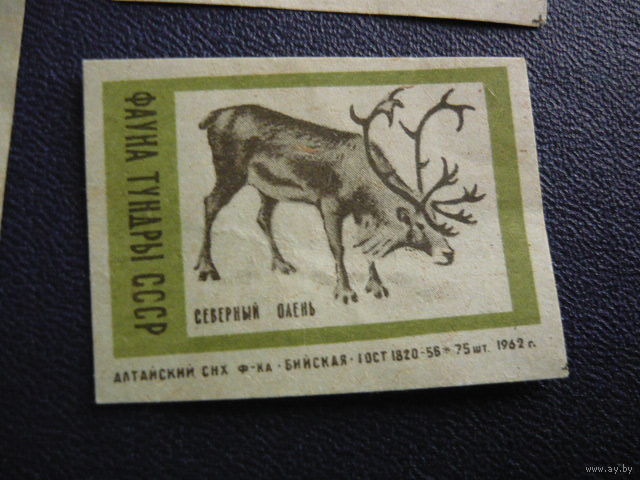 ФАУНА ТУНДРЫ СССР
СЕВЕРНЫЙ ОЛЕНЬ
АЛТАЙСКИЙ СНХ Ф-КА · БИЙСКАЯ · ГОСТ 1820-56 * 75 шт. 1962 г.
www.ay.by